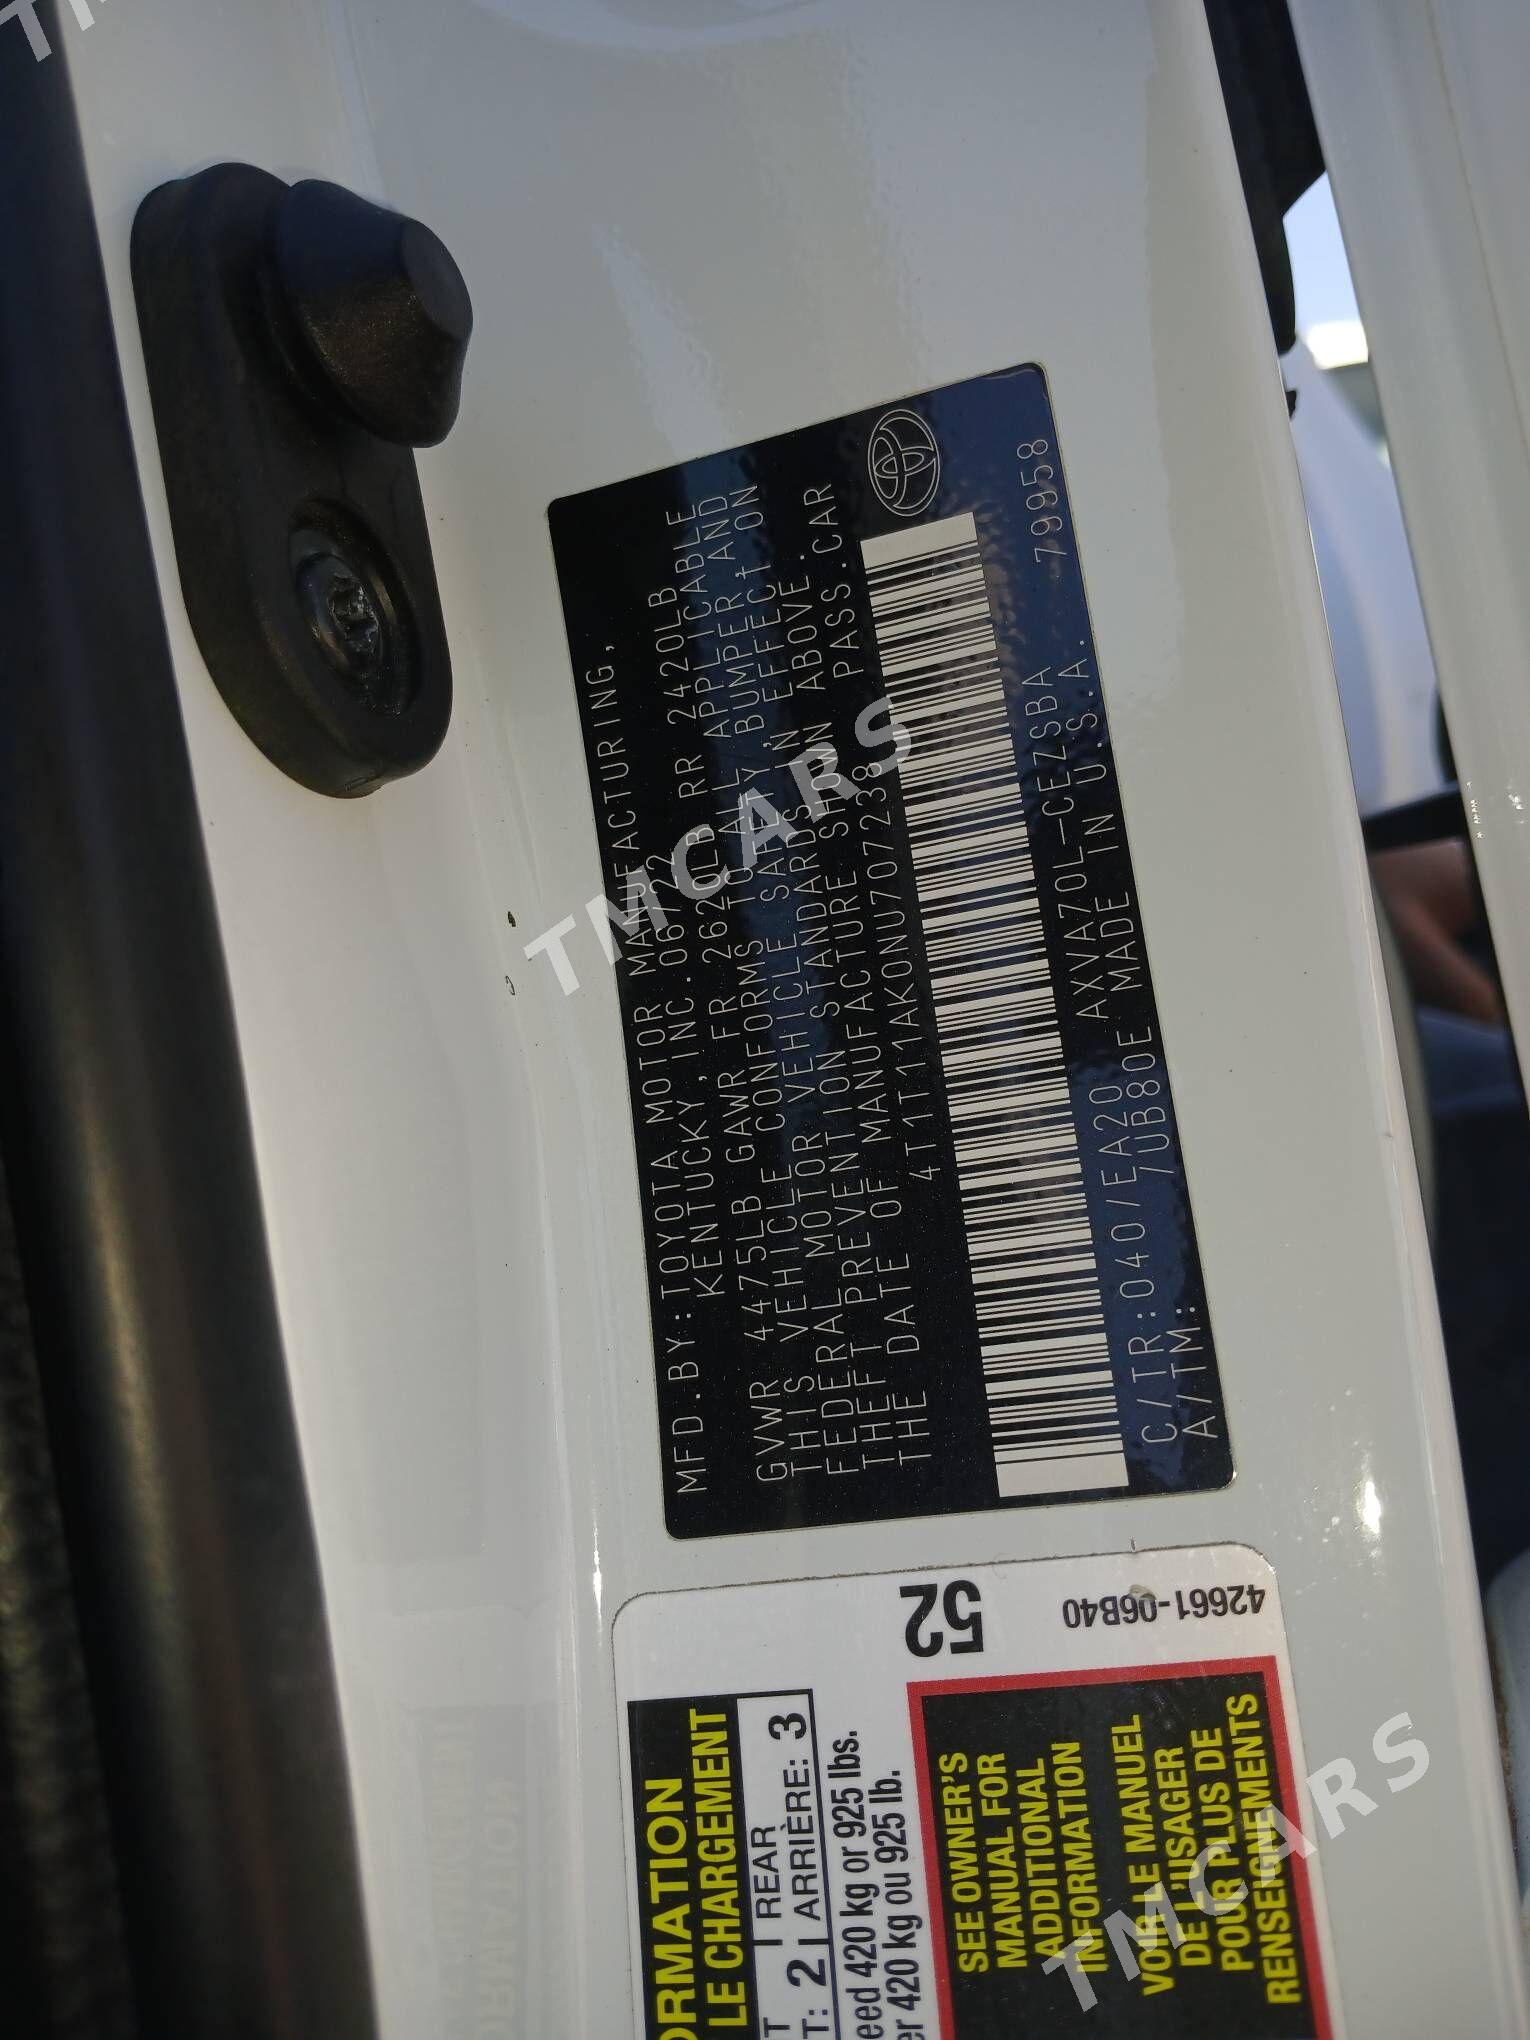 MFD.BY:TOYOTA MOTOR MANUFACTURING,
KENTUCKY,INC.06/22
GVWR 4475LB GAWR FR 2620LB RR 2420LB
THIS VEHICLE CONFORMS TO ALL APPLICABLE
FEDERAL MOTOR VEHICLE SAFETY,BUMPER,AND
THEFT PREVENTION STANDARDS IN EFFECT ON
THE DATE OF MANUFACTURE SHOWN ABOVE.
4T1T11AK0NU707238 PASS.CAR
C/TR:040/EA20 AXVA70L-CEZSBA 79958
A/TM: /UB80E MADE IN U.S.A.
52
42661-06B40
ORMATION
LE CHARGEMENT
REAR
2 ARRIÈRE: 3
eed 420 kg or 925 lbs.
er 420 kg ou 925 lb.
SEE OWNER'S
MANUAL FOR
ADDITIONAL
INFORMATION
VOIR LE MANUEL
DE L'USAGER
POUR PLUS DE
RENSEIGNEMENTS
TMCARS
TMCARS